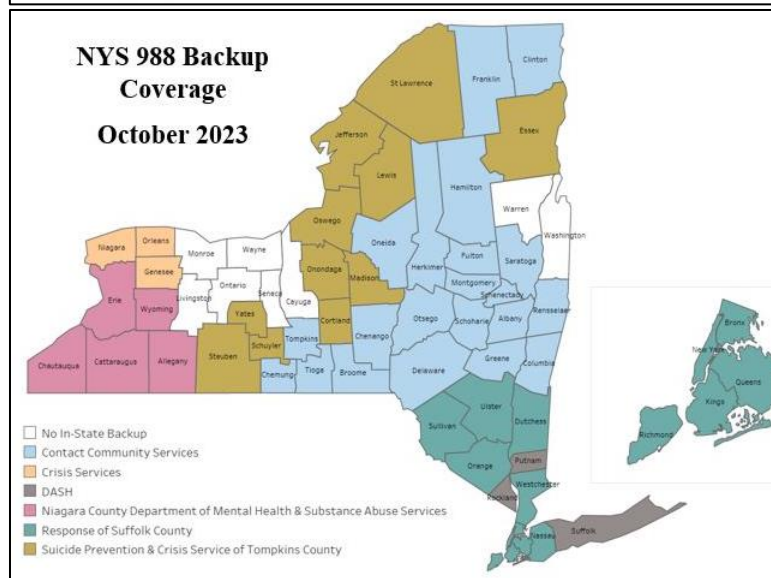 NYS 988 Backup
Coverage
October 2023
Clinton
Franklin
St Lawrence
Essex
Jefferson
Lewis
Hamilton
Warren
Washington
Oswego
Oneida
Herkimer
Fulton
Saratoga
Niagara
Orleans
Monroe
Wayne
Genesee
Onondaga
Madison
Montgomery
Schenectady
Ontario
Seneca
Cayuga
Erie
Wyoming
Livingston
Yates
Cortland
Chenango
Otsego
Schoharie
Albany
Rensselaer
Chautauqua
Cattaraugus
Allegany
Steuben
Schuyler
Tompkins
Chemung
Tioga
Broome
Delaware
Greene
Columbia
Ulster
Sullivan
Dutchess
Orange
Putnam
Westchester
Rockland
Suffolk
Nassau
Bronx
New York
Queens
Kings
Richmond
No In-State Backup
Contact Community Services
Crisis Services
DASH
Niagara County Department of Mental Health & Substance Abuse Services
Response of Suffolk County
Suicide Prevention & Crisis Service of Tompkins County